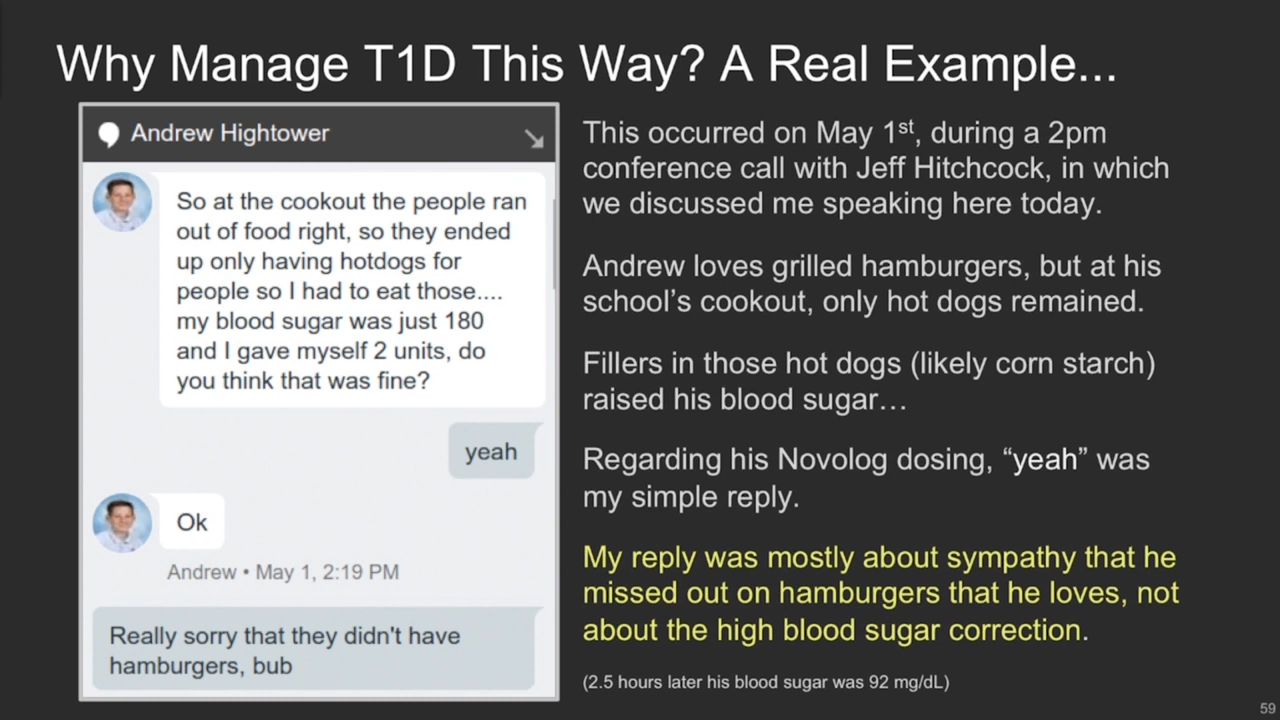 Why Manage T1D This Way? A Real Example...
Andrew Hightower
So at the cookout the people ran
out of food right, so they ended
up only having hotdogs for
people so I had to eat those....
my blood sugar was just 180
and I gave myself 2 units, do
you think that was fine?
yeah
Ok
Andrew • May 1, 2:19 PM
Really sorry that they didn't have
hamburgers, bub
This occurred on May 1st, during a 2pm
conference call with Jeff Hitchcock, in which
we discussed me speaking here today.
Andrew loves grilled hamburgers, but at his
school’s cookout, only hot dogs remained.
Fillers in those hot dogs (likely corn starch)
raised his blood sugar…
Regarding his Novolog dosing, “yeah” was
my simple reply.
My reply was mostly about sympathy that he
missed out on hamburgers that he loves, not
about the high blood sugar correction.
(2.5 hours later his blood sugar was 92 mg/dL)
59